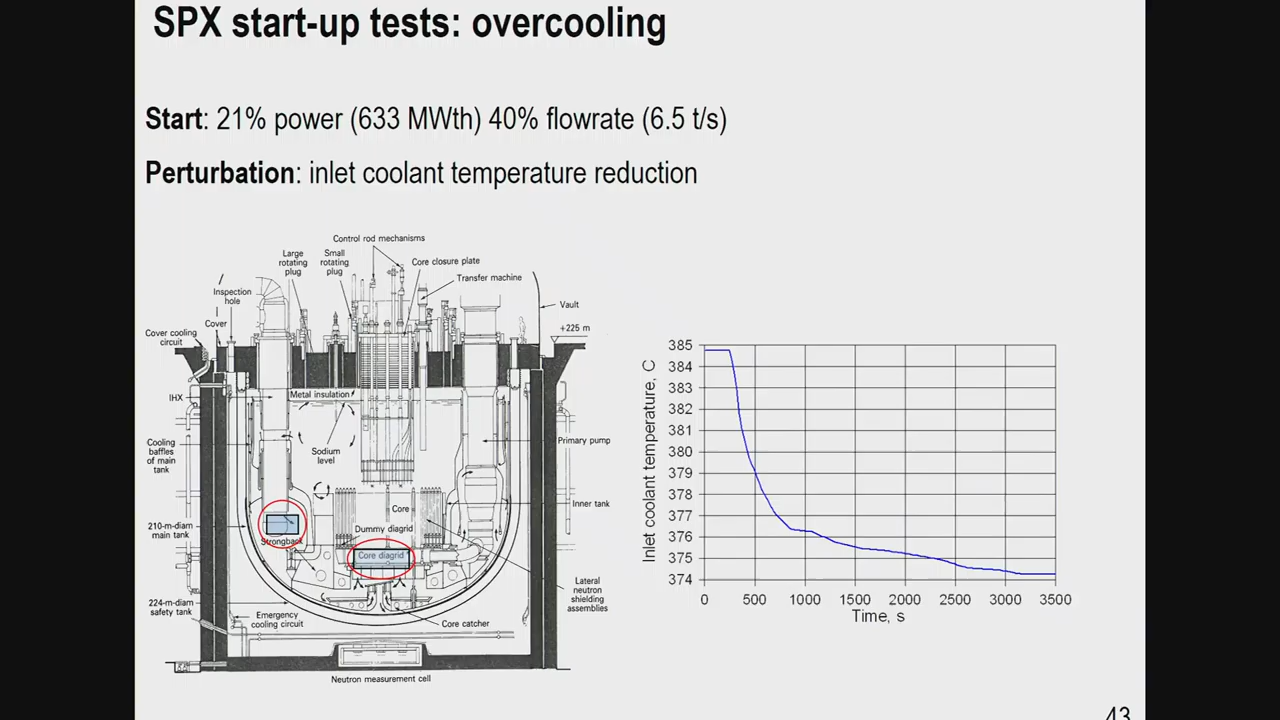 SPX start-up tests: overcooling
Start: 21% power (633 MWth) 40% flowrate (6.5 t/s)
Perturbation: inlet coolant temperature reduction
Control rod mechanisms
Large
rotating
plug
Small
rotating
plug
Core closure plate
Transfer machine
Inspection
hole
Vault
Cover
Cover cooling
circuit
+225 m
IHX
Metal insulation
Cooling
baffles
of main
tank
Sodium
level
Primary pump
Core
Inner tank
210-m-diam
main tank
Strongback
Dummy diagrid
Core diagrid
Lateral
neutron
shielding
assemblies
224-m-diam
safety tank
Emergency
cooling circuit
Core catcher
Neutron measurement cell
Inlet coolant temperature, C
385
384
383
382
381
380
379
378
377
376
375
374
0 500 1000 1500 2000 2500 3000 3500
Time, s
43